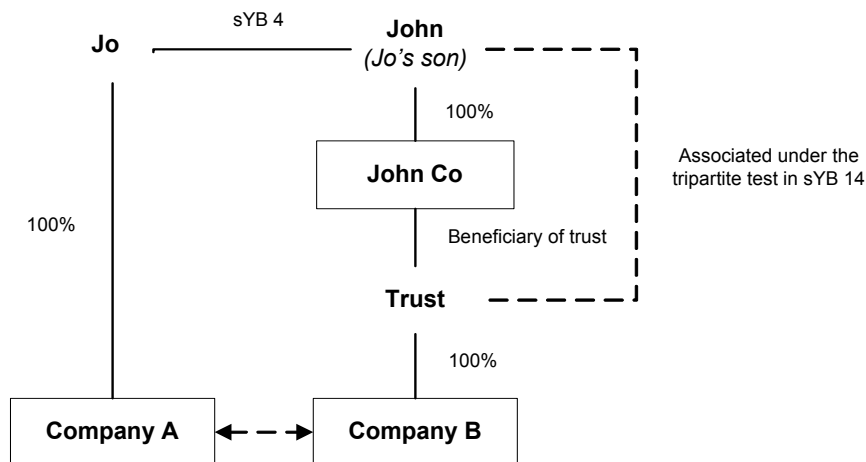 sYB 4
Jo
John
(Jo's son)
100%
John Co
Associated under the
tripartite test in sYB 14
100%
Beneficiary of trust
Trust
100%
Company A
Company B